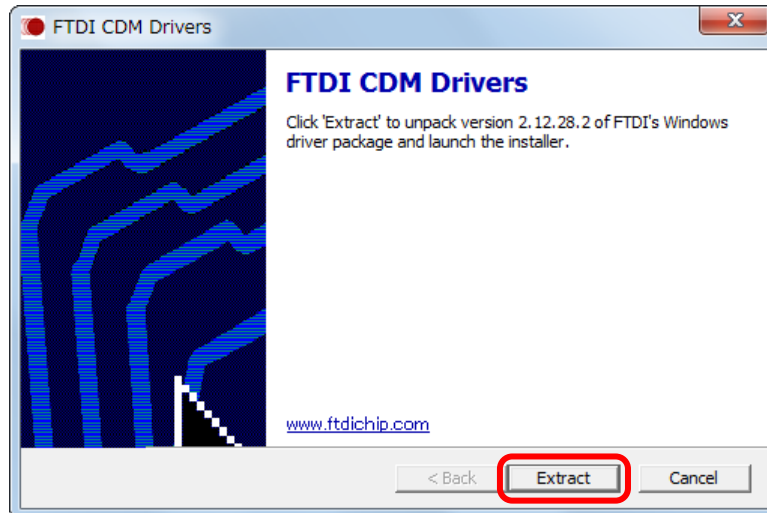 FTDI CDM Drivers
FTDI CDM Drivers
Click 'Extract' to unpack version 2.12.28.2 of FTDI's Windows
driver package and launch the installer.
www.ftdichip.com
< Back Extract Cancel